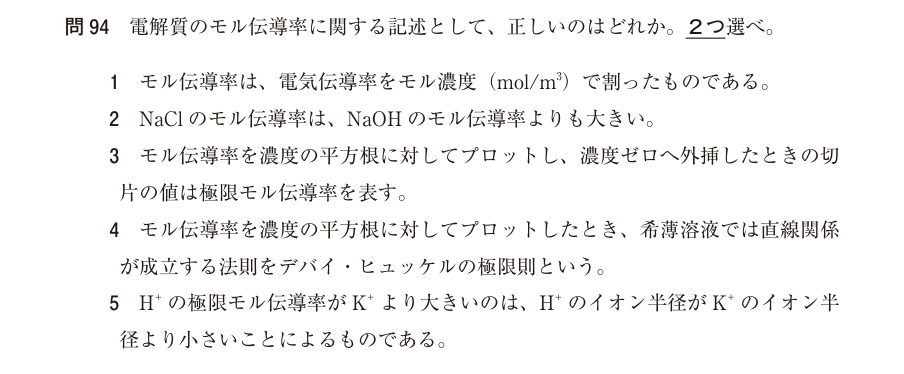 問 94 電解質のモル伝導率に関する記述として、正しいのはどれか。２つ選べ。
1 モル伝導率は、電気伝導率をモル濃度（mol/m³）で割ったものである。
2 NaCl のモル伝導率は、NaOH のモル伝導率よりも大きい。
3 モル伝導率を濃度の平方根に対してプロットし、濃度ゼロへ外挿したときの切
片の値は極限モル伝導率を表す。
4 モル伝導率を濃度の平方根に対してプロットしたとき、希薄溶液では直線関係
が成立する法則をデバイ・ヒュッケルの極限則という。
5 H⁺ の極限モル伝導率が K⁺ より大きいのは、H⁺ のイオン半径が K⁺ のイオン半
径より小さいことによるものである。